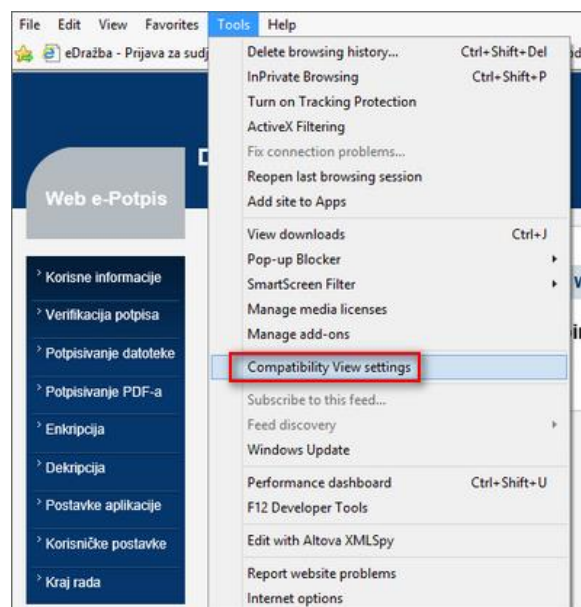 File Edit View Favorites Tools Help
eDražba - Prijava za sudj
Web e-Potpis
Korisne informacije
Verifikacija potpisa
Potpisivanje datoteke
Potpisivanje PDF-a
Enkripcija
Dekripcija
Postavke aplikacije
Korisničke postavke
Kraj rada
Delete browsing history... Ctrl+Shift+Del
InPrivate Browsing Ctrl+Shift+P
Turn on Tracking Protection
ActiveX Filtering
Fix connection problems...
Reopen last browsing session
Add site to Apps
View downloads Ctrl+J
Pop-up Blocker
SmartScreen Filter
Manage media licenses
Manage add-ons
Compatibility View settings
Subscribe to this feed...
Feed discovery
Windows Update
Performance dashboard Ctrl+Shift+U
F12 Developer Tools
Edit with Altova XMLSpy
Report website problems
Internet options